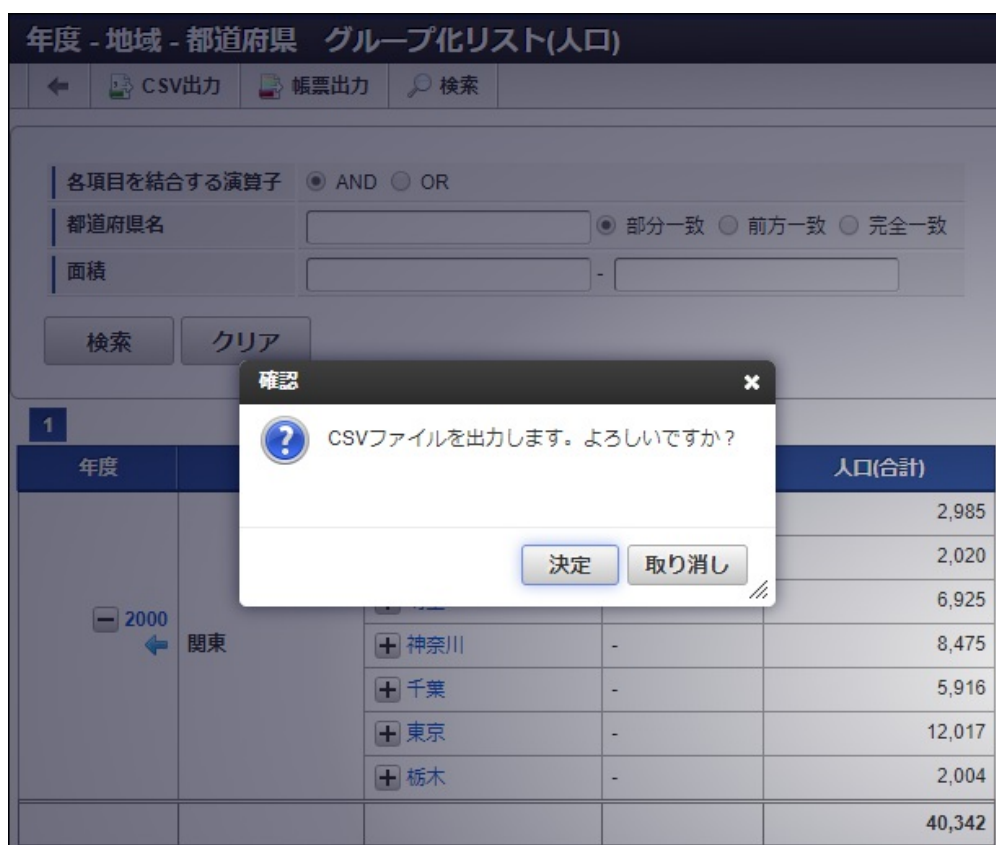 年度 - 地域 - 都道府県　グループ化リスト(人口)
CSV出力 帳票出力 検索
各項目を結合する演算子 AND OR
都道府県名 部分一致 前方一致 完全一致
面積 -
検索 クリア
確認
CSVファイルを出力します。よろしいですか？
決定 取り消し
1
年度 人口(合計)
2,985
2,020
6,925
2000 関東
神奈川 - 8,475
千葉 - 5,916
東京 - 12,017
栃木 - 2,004
40,342